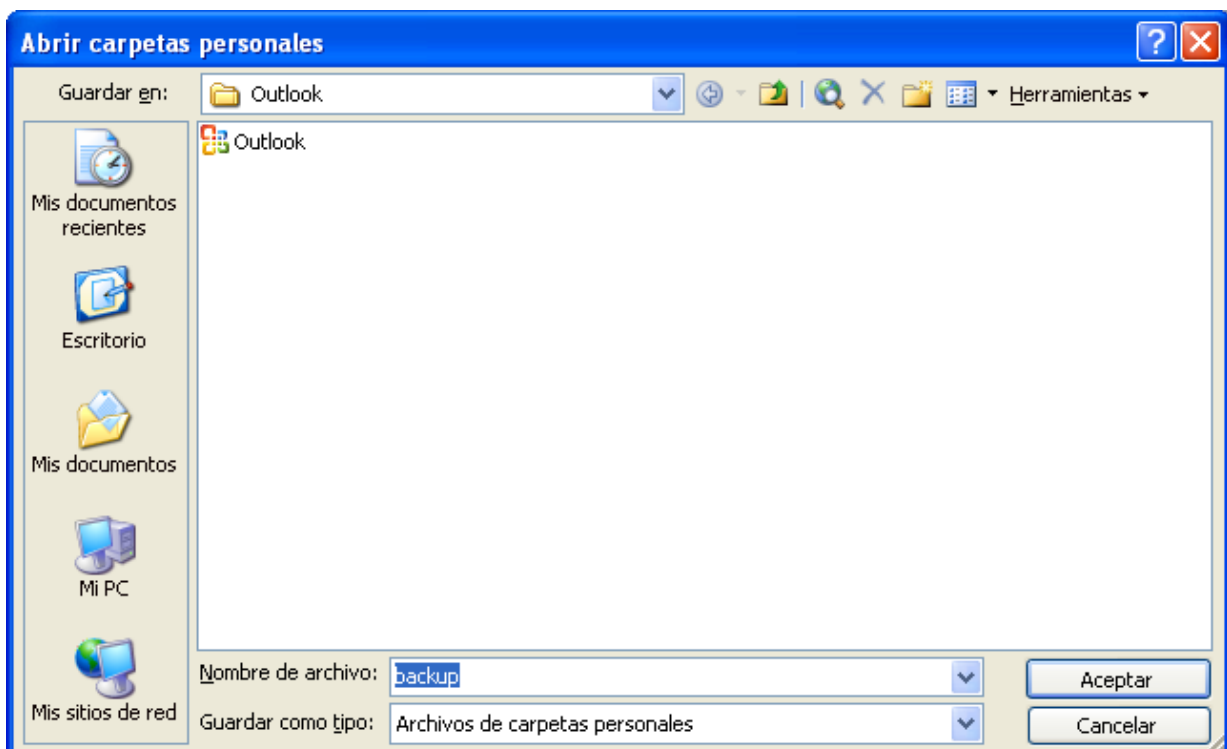 Abrir carpetas personales
Guardar en:
Outlook
Herramientas
Outlook
Mis documentos
recientes
Escritorio
Mis documentos
Mi PC
Mis sitios de red
Nombre de archivo:
backup
Aceptar
Guardar como tipo:
Archivos de carpetas personales
Cancelar